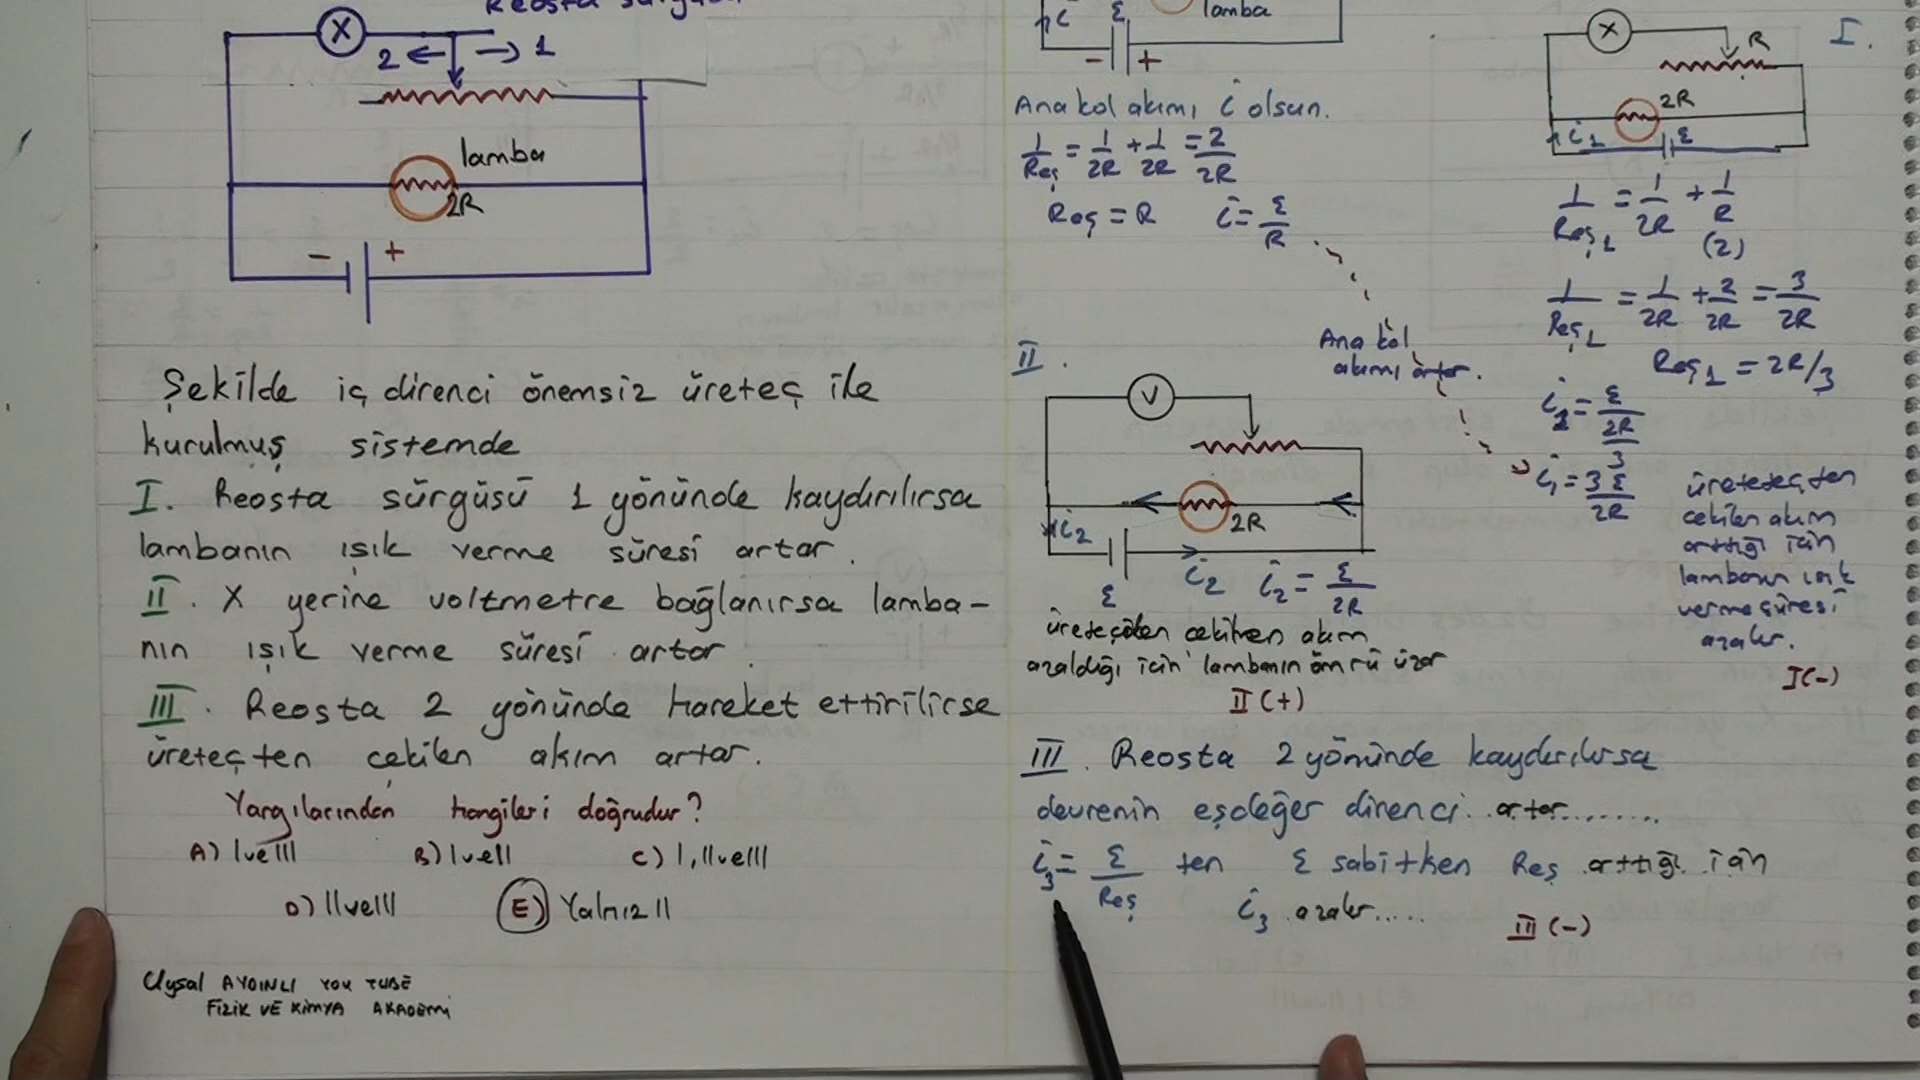 X
2 ← → 1
lamba
2R
- +
Şekilde iç direnci önemsiz üreteç ile
kurulmuş sistemde
I. Reosta sürgüsü 1 yönünde kaydırılırsa
lambanın ışık verme süresi artar.
II. X yerine voltmetre bağlanırsa lamba-
nın ışık verme süresi artar.
III. Reosta 2 yönünde hareket ettirilirse
üreteçten çekilen akım artar.
Yargılarından hangileri doğrudur?
A) I ve III B) I ve II C) I, II ve III
D) II ve III E) Yalnız II
Uysal AYDINLI YOU TUBE
FİZİK VE KİMYA AKADEMİ
lamba
i ε
- +
Ana kol akımı i olsun.
1/Reş = 1/2R + 1/2R = 2/2R
Reş = R i = ε/R
Ana kol
akımı artar.
II.
V
2R
i2
ε i2 i2 = ε/2R
üreteçden çekilen akım
azaldığı için lambanın ömrü uzar
II (+)
III. Reosta 2 yönünde kaydırılırsa
devrenin eşdeğer direnci artar........
i3 = ε/Reş ten ε sabitken Reş arttığı için
i3 azalır..... III (-)
I.
X R
2R
i1 ε
1/Reş1 = 1/2R + 1/R
(2)
1/Reş1 = 1/2R + 2/2R = 3/2R
Reş1 = 2R/3
i1 = ε/2R/3
i1 = 3ε/2R
üreteçten
çekilen akım
arttığı için
lambanın ışık
verme süresi
azalır.
I (-)